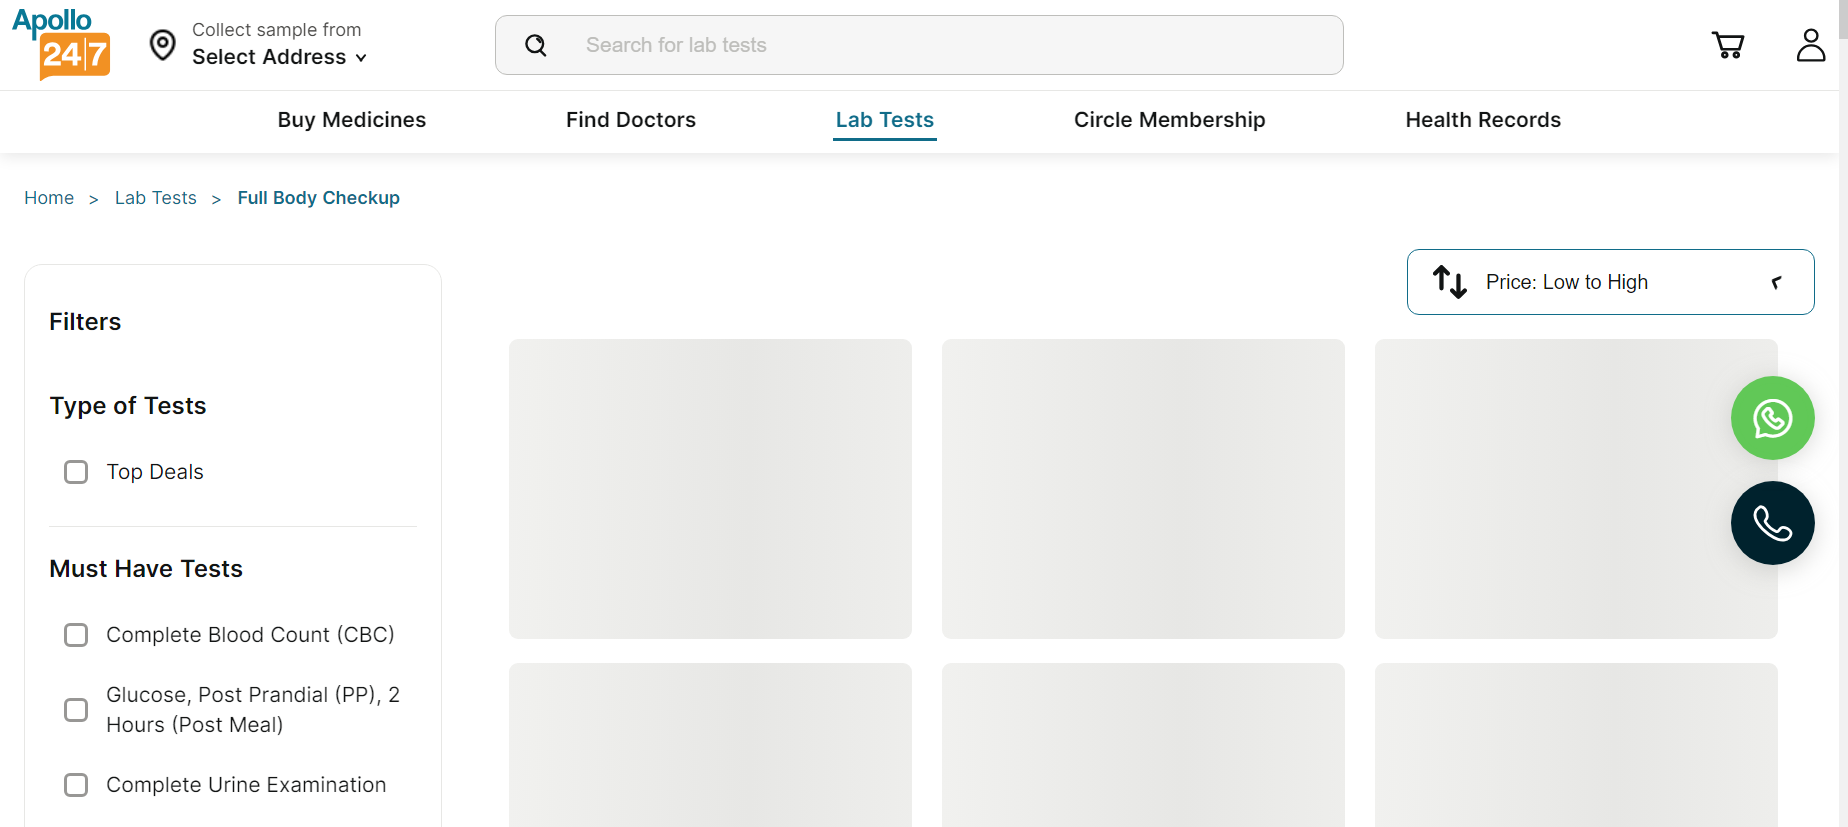 Apollo
24|7
Collect sample from
Select Address
Search for lab tests
Buy Medicines
Find Doctors
Lab Tests
Circle Membership
Health Records
Home > Lab Tests > Full Body Checkup
Price: Low to High
Filters
Type of Tests
Top Deals
Must Have Tests
Complete Blood Count (CBC)
Glucose, Post Prandial (PP), 2
Hours (Post Meal)
Complete Urine Examination